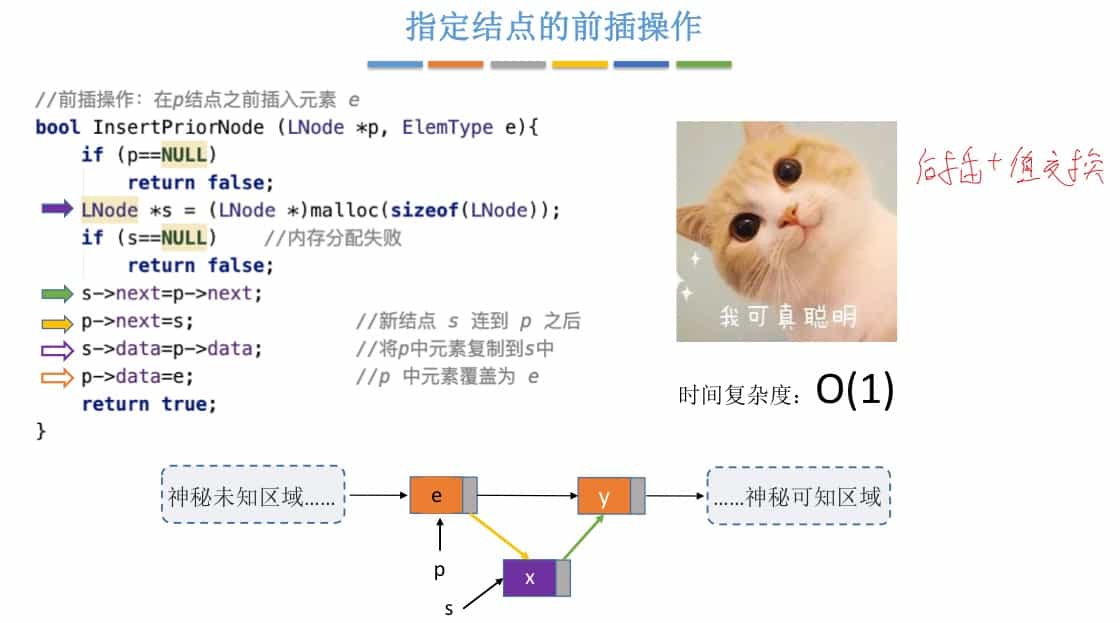 指定结点的前插操作
//前插操作：在p结点之前插入元素 e
bool InsertPriorNode (LNode *p, ElemType e){
if (p==NULL)
return false;
LNode *s = (LNode *)malloc(sizeof(LNode));
if (s==NULL) //内存分配失败
return false;
s->next=p->next;
p->next=s; //新结点 s 连到 p 之后
s->data=p->data; //将p中元素复制到s中
p->data=e; //p 中元素覆盖为 e
return true;
}
后插+值交换
我可真聪明
时间复杂度：O(1)
神秘未知区域……
e
y
……神秘可知区域
p
x
s